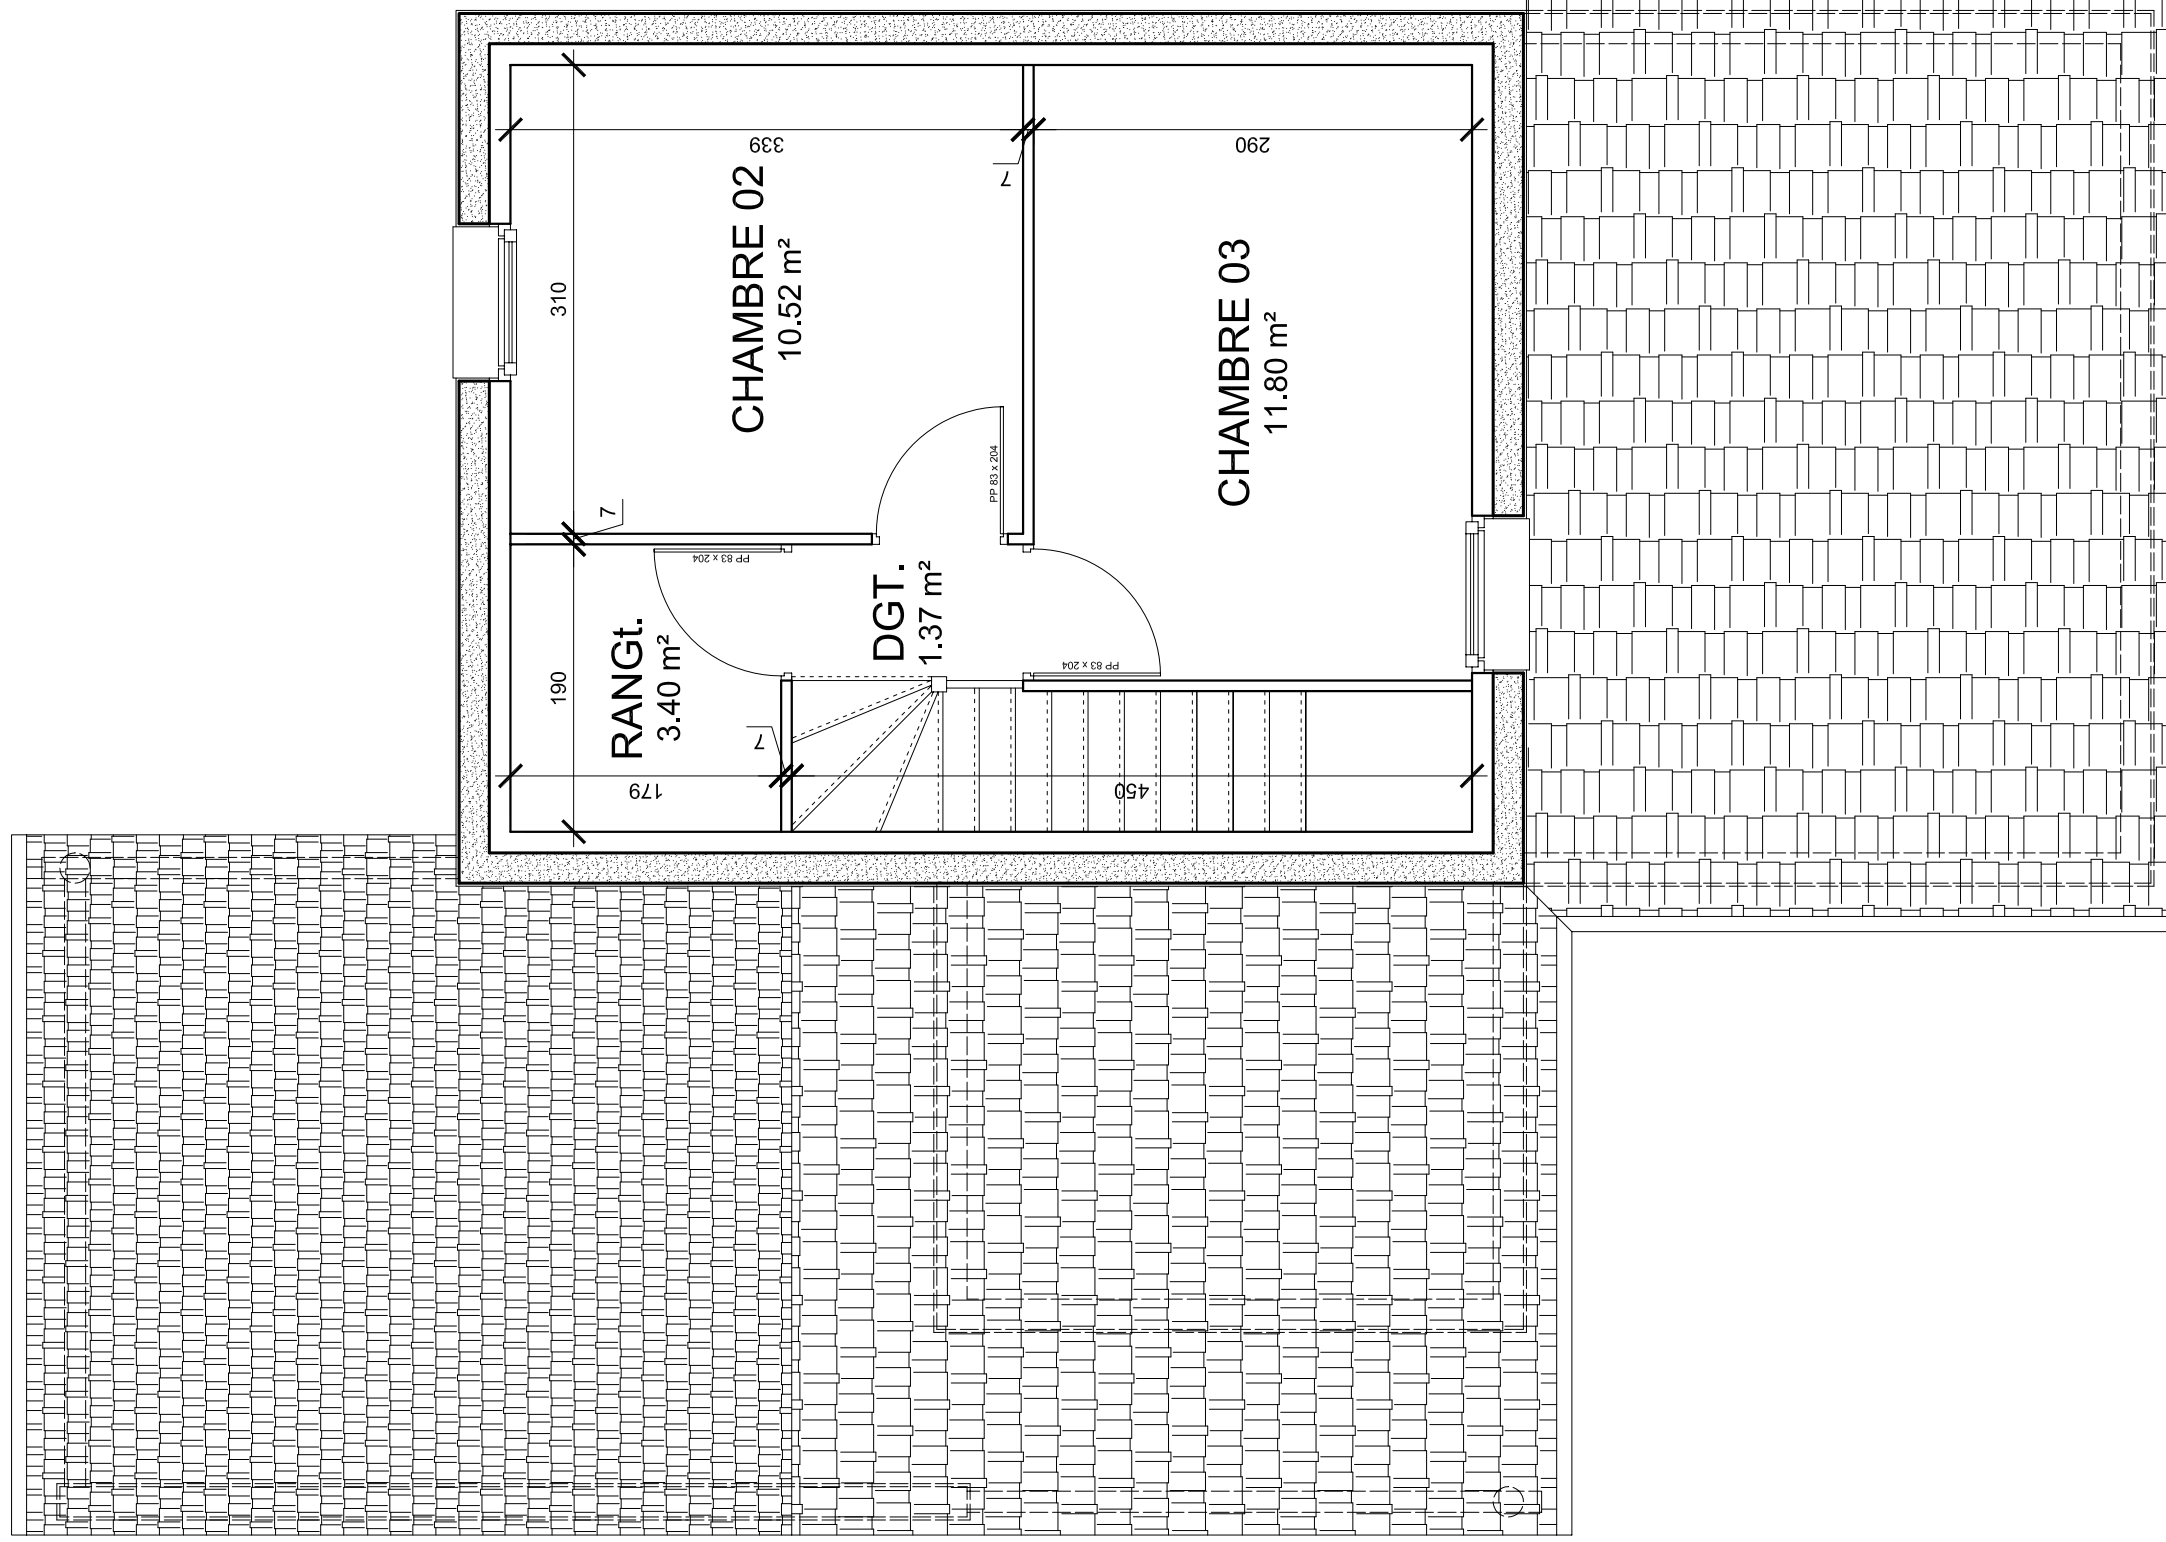 339
7
290
CHAMBRE 02
10.52 m²
310
CHAMBRE 03
11.80 m²
PP 83 x 204
7
PP 83 x 204
DGT.
1.37 m²
RANGt.
3.40 m²
PP 83 x 204
190
7
179
450